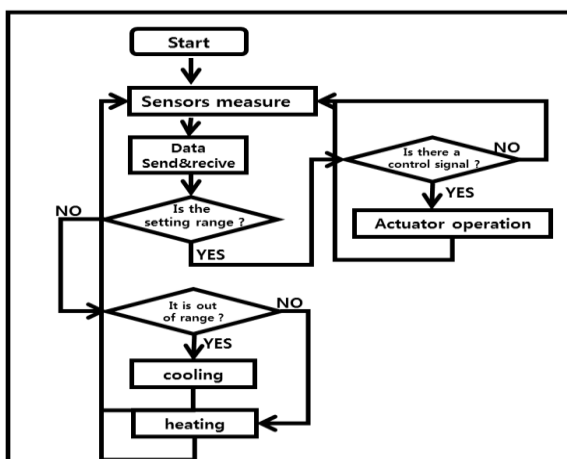 Start
Sensors measure
Data
Send&recive
Is the
setting range ?
NO
YES
Is there a
control signal ?
NO
YES
Actuator operation
It is out
of range ?
NO
YES
cooling
heating